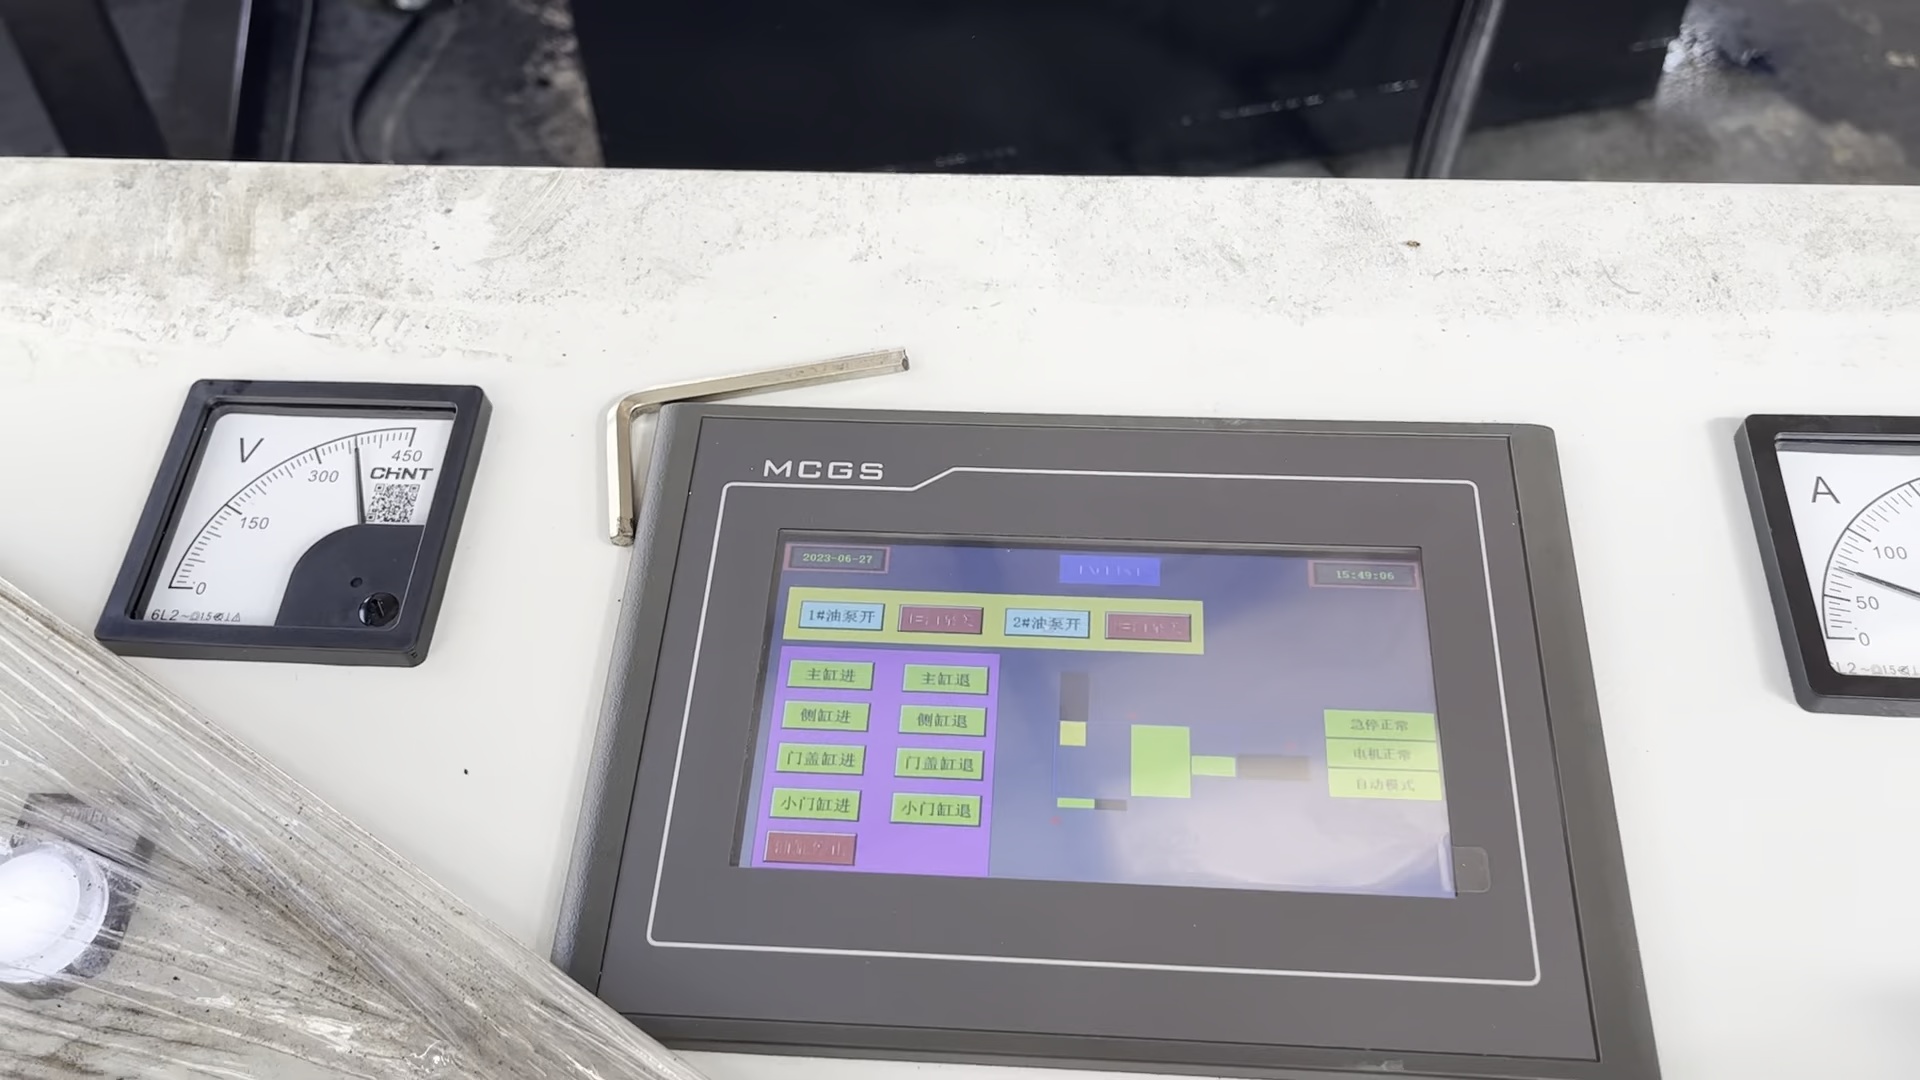 V
450
300
CHNT
150
0
6L2
MCGS
2023-06-27
15:49:06
1#油泵开
2#油泵开
主缸进
主缸退
侧缸进
侧缸退
门盖缸进
门盖缸退
小门缸进
小门缸退
急停正常
电机正常
自动模式
A
100
50
0
POWER